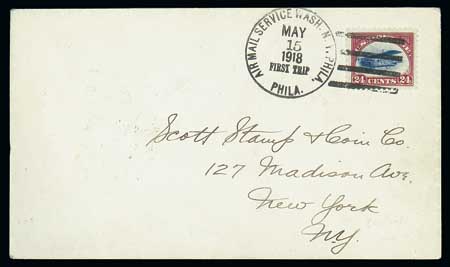 AIR MAIL SERVICE WASH. N.Y. PHILA.
MAY
15
1918
FIRST TRIP
PHILA.
24 CENTS 24
Scott Stamp & Coin Co.
127 Madison Ave.
New York
N.Y.